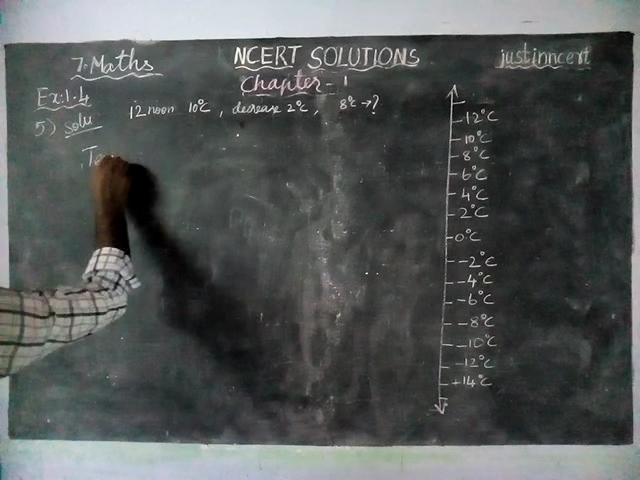 7. Maths
NCERT SOLUTIONS
justinncert
Chapter - 1
Ex:1.4
5) Solu
12 noon 10°C, decrease 2°C, 8°C →?
12°C
10°C
8°C
6°C
4°C
2°C
0°C
-2°C
-4°C
-6°C
-8°C
-10°C
-12°C
+14°C